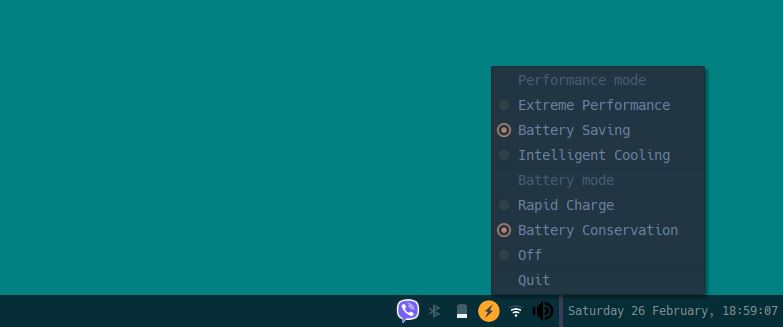 Performance mode
Extreme Performance
Battery Saving
Intelligent Cooling
Battery mode
Rapid Charge
Battery Conservation
Off
Quit
Saturday 26 February, 18:59:07